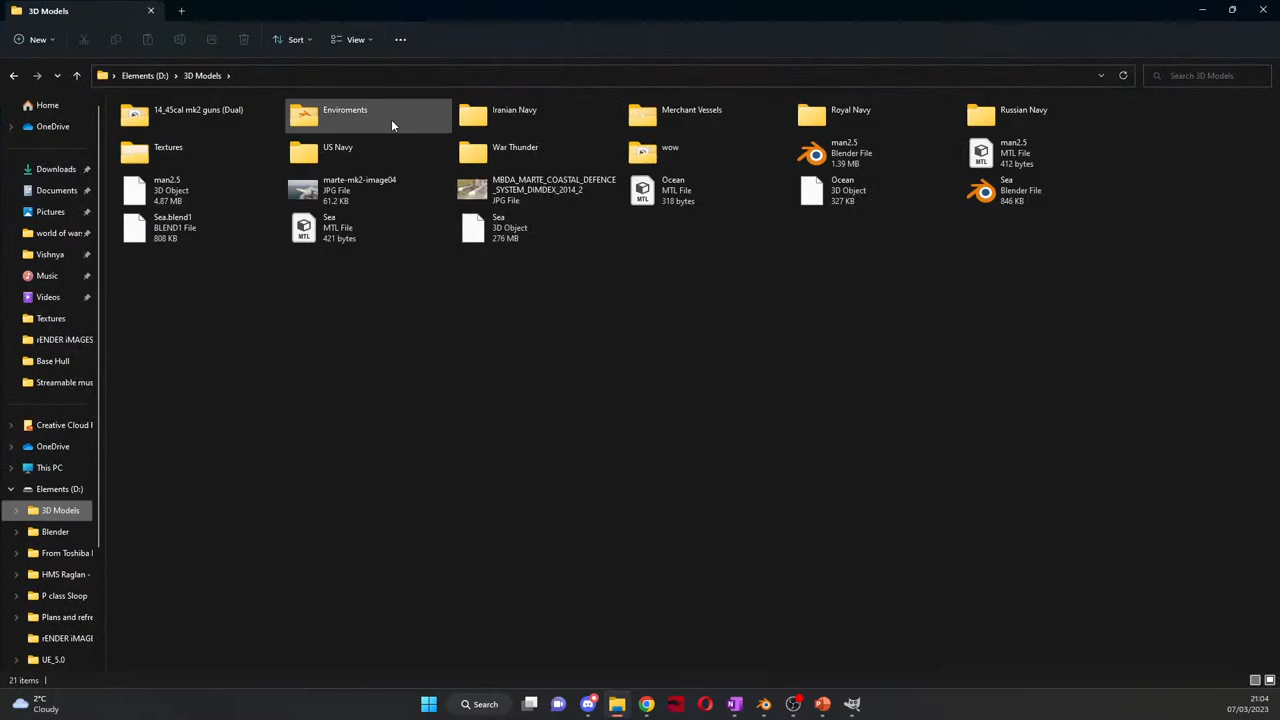 3D Models
New
Sort
View
Elements (D:)
3D Models
Search 3D Models
Home
OneDrive
Downloads
Documents
Pictures
world of wars
Vishnya
Music
Videos
Textures
rENDER iMAGES
Base Hull
Streamable mus
Creative Cloud F
OneDrive
This PC
Elements (D:)
3D Models
Blender
From Toshiba
HMS Raglan -
P class Sloop
Plans and refre
rENDER iMAGE
UE_5.0
14_45cal mk2 guns (Dual)
Enviroments
Iranian Navy
Merchant Vessels
Royal Navy
Russian Navy
Textures
US Navy
War Thunder
wow
man2.5
Blender File
1.39 MB
man2.5
MTL File
412 bytes
man2.5
3D Object
4.87 MB
marte-mk2-image04
JPG File
61.2 KB
MBDA_MARTE_COASTAL_DEFENCE
_SYSTEM_DIMDEX_2014_2
JPG File
Ocean
MTL File
318 bytes
Ocean
3D Object
327 KB
Sea
Blender File
846 KB
Sea.blend1
BLEND1 File
808 KB
Sea
MTL File
421 bytes
Sea
3D Object
276 MB
MTL
MTL
MTL
21 items
2°C
Cloudy
Search
21:04
07/03/2023